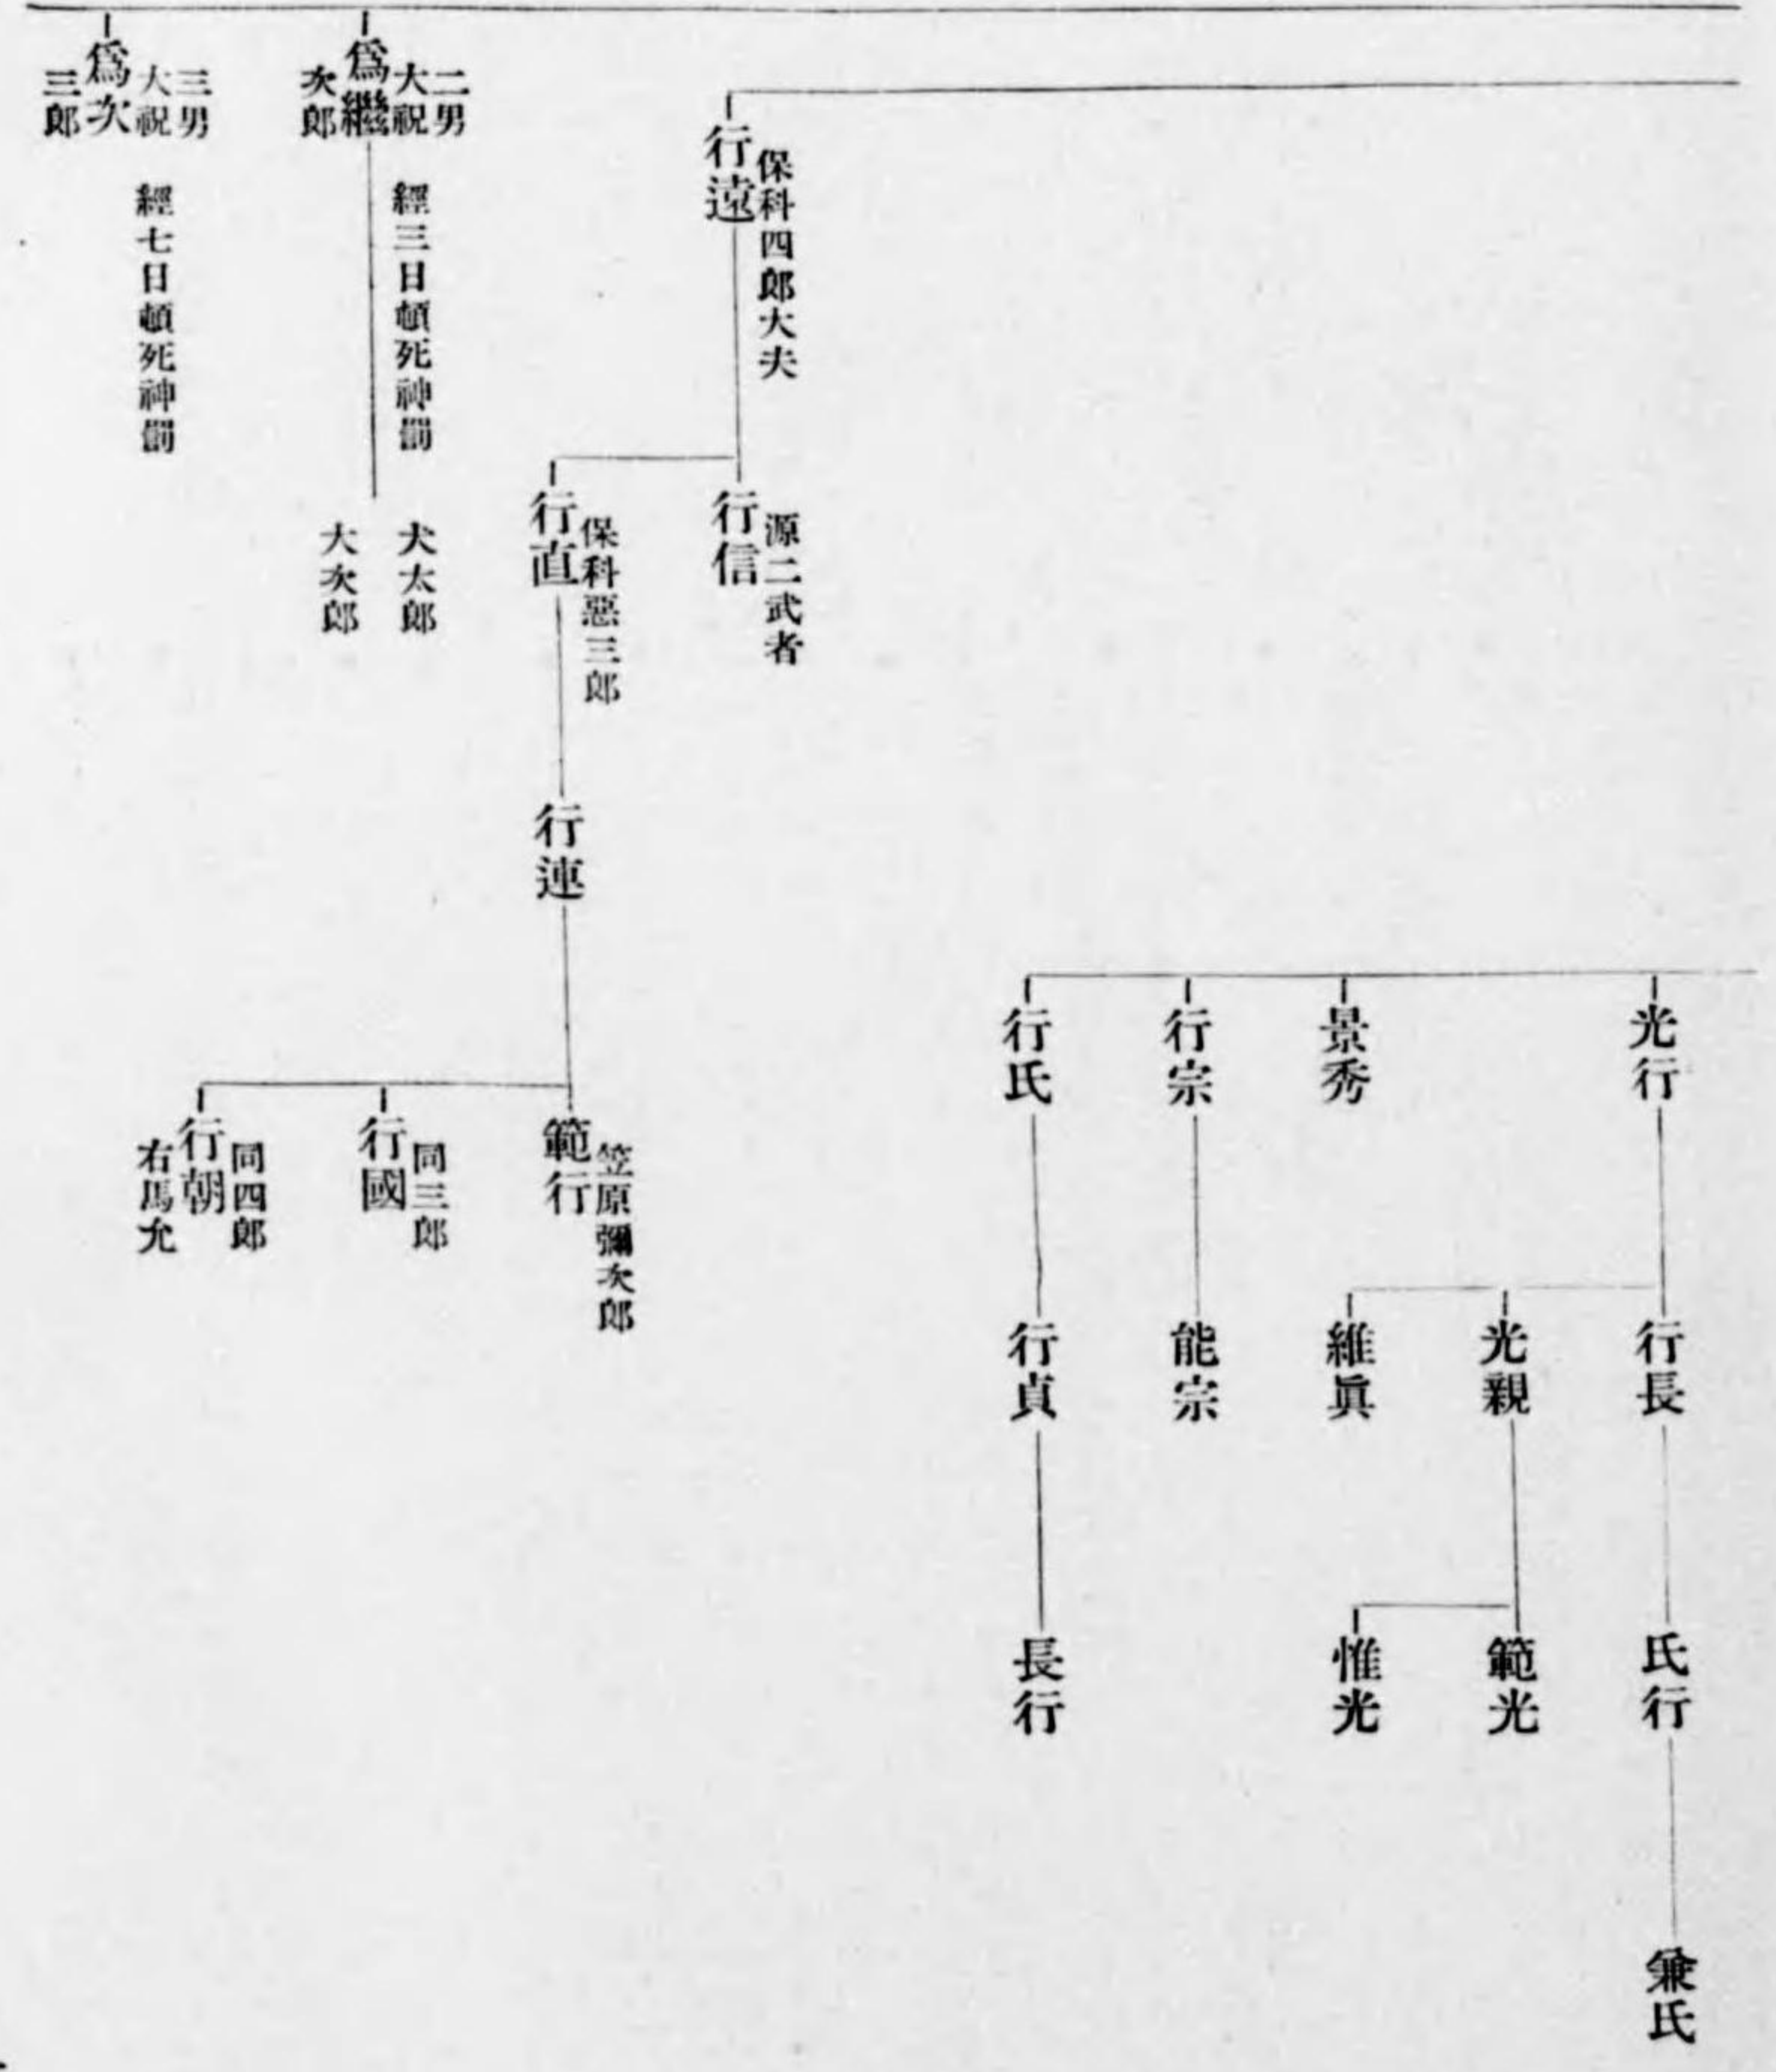 光行
行長
氏行
兼氏
光親
範光
惟光
維眞
景秀
行宗
能宗
行氏
行貞
長行
保科四郎大夫
行遠
源二武者
行信
保科惡三郎
行直
行連
笠原彌次郎
範行
同三郎
行國
同四郎
行朝
右馬允
二男
大祝 經三日頓死神罰
爲繼
次郎
犬太郎
大次郎
三男
大祝 經七日頓死神罰
爲次
三郎